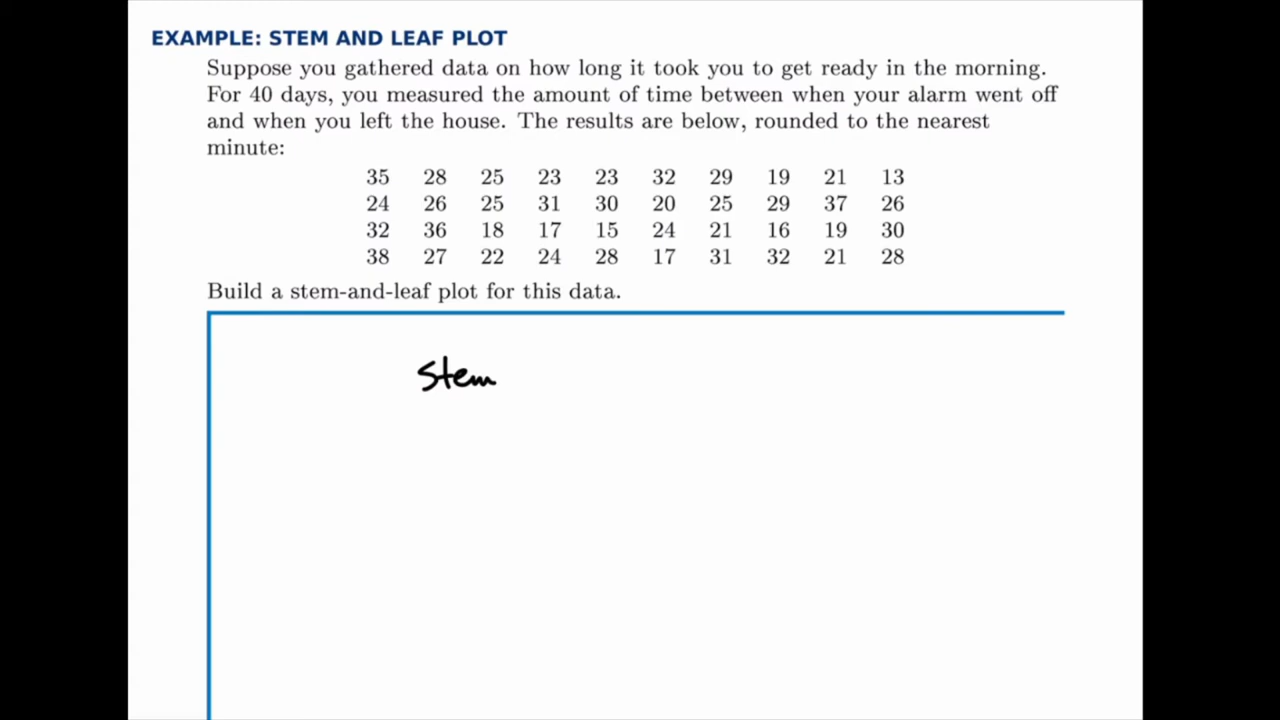 EXAMPLE: STEM AND LEAF PLOT
Suppose you gathered data on how long it took you to get ready in the morning.
For 40 days, you measured the amount of time between when your alarm went off
and when you left the house. The results are below, rounded to the nearest
minute:
35 28 25 23 23 32 29 19 21 13
24 26 25 31 30 20 25 29 37 26
32 36 18 17 15 24 21 16 19 30
38 27 22 24 28 17 31 32 21 28
Build a stem-and-leaf plot for this data.
Stem